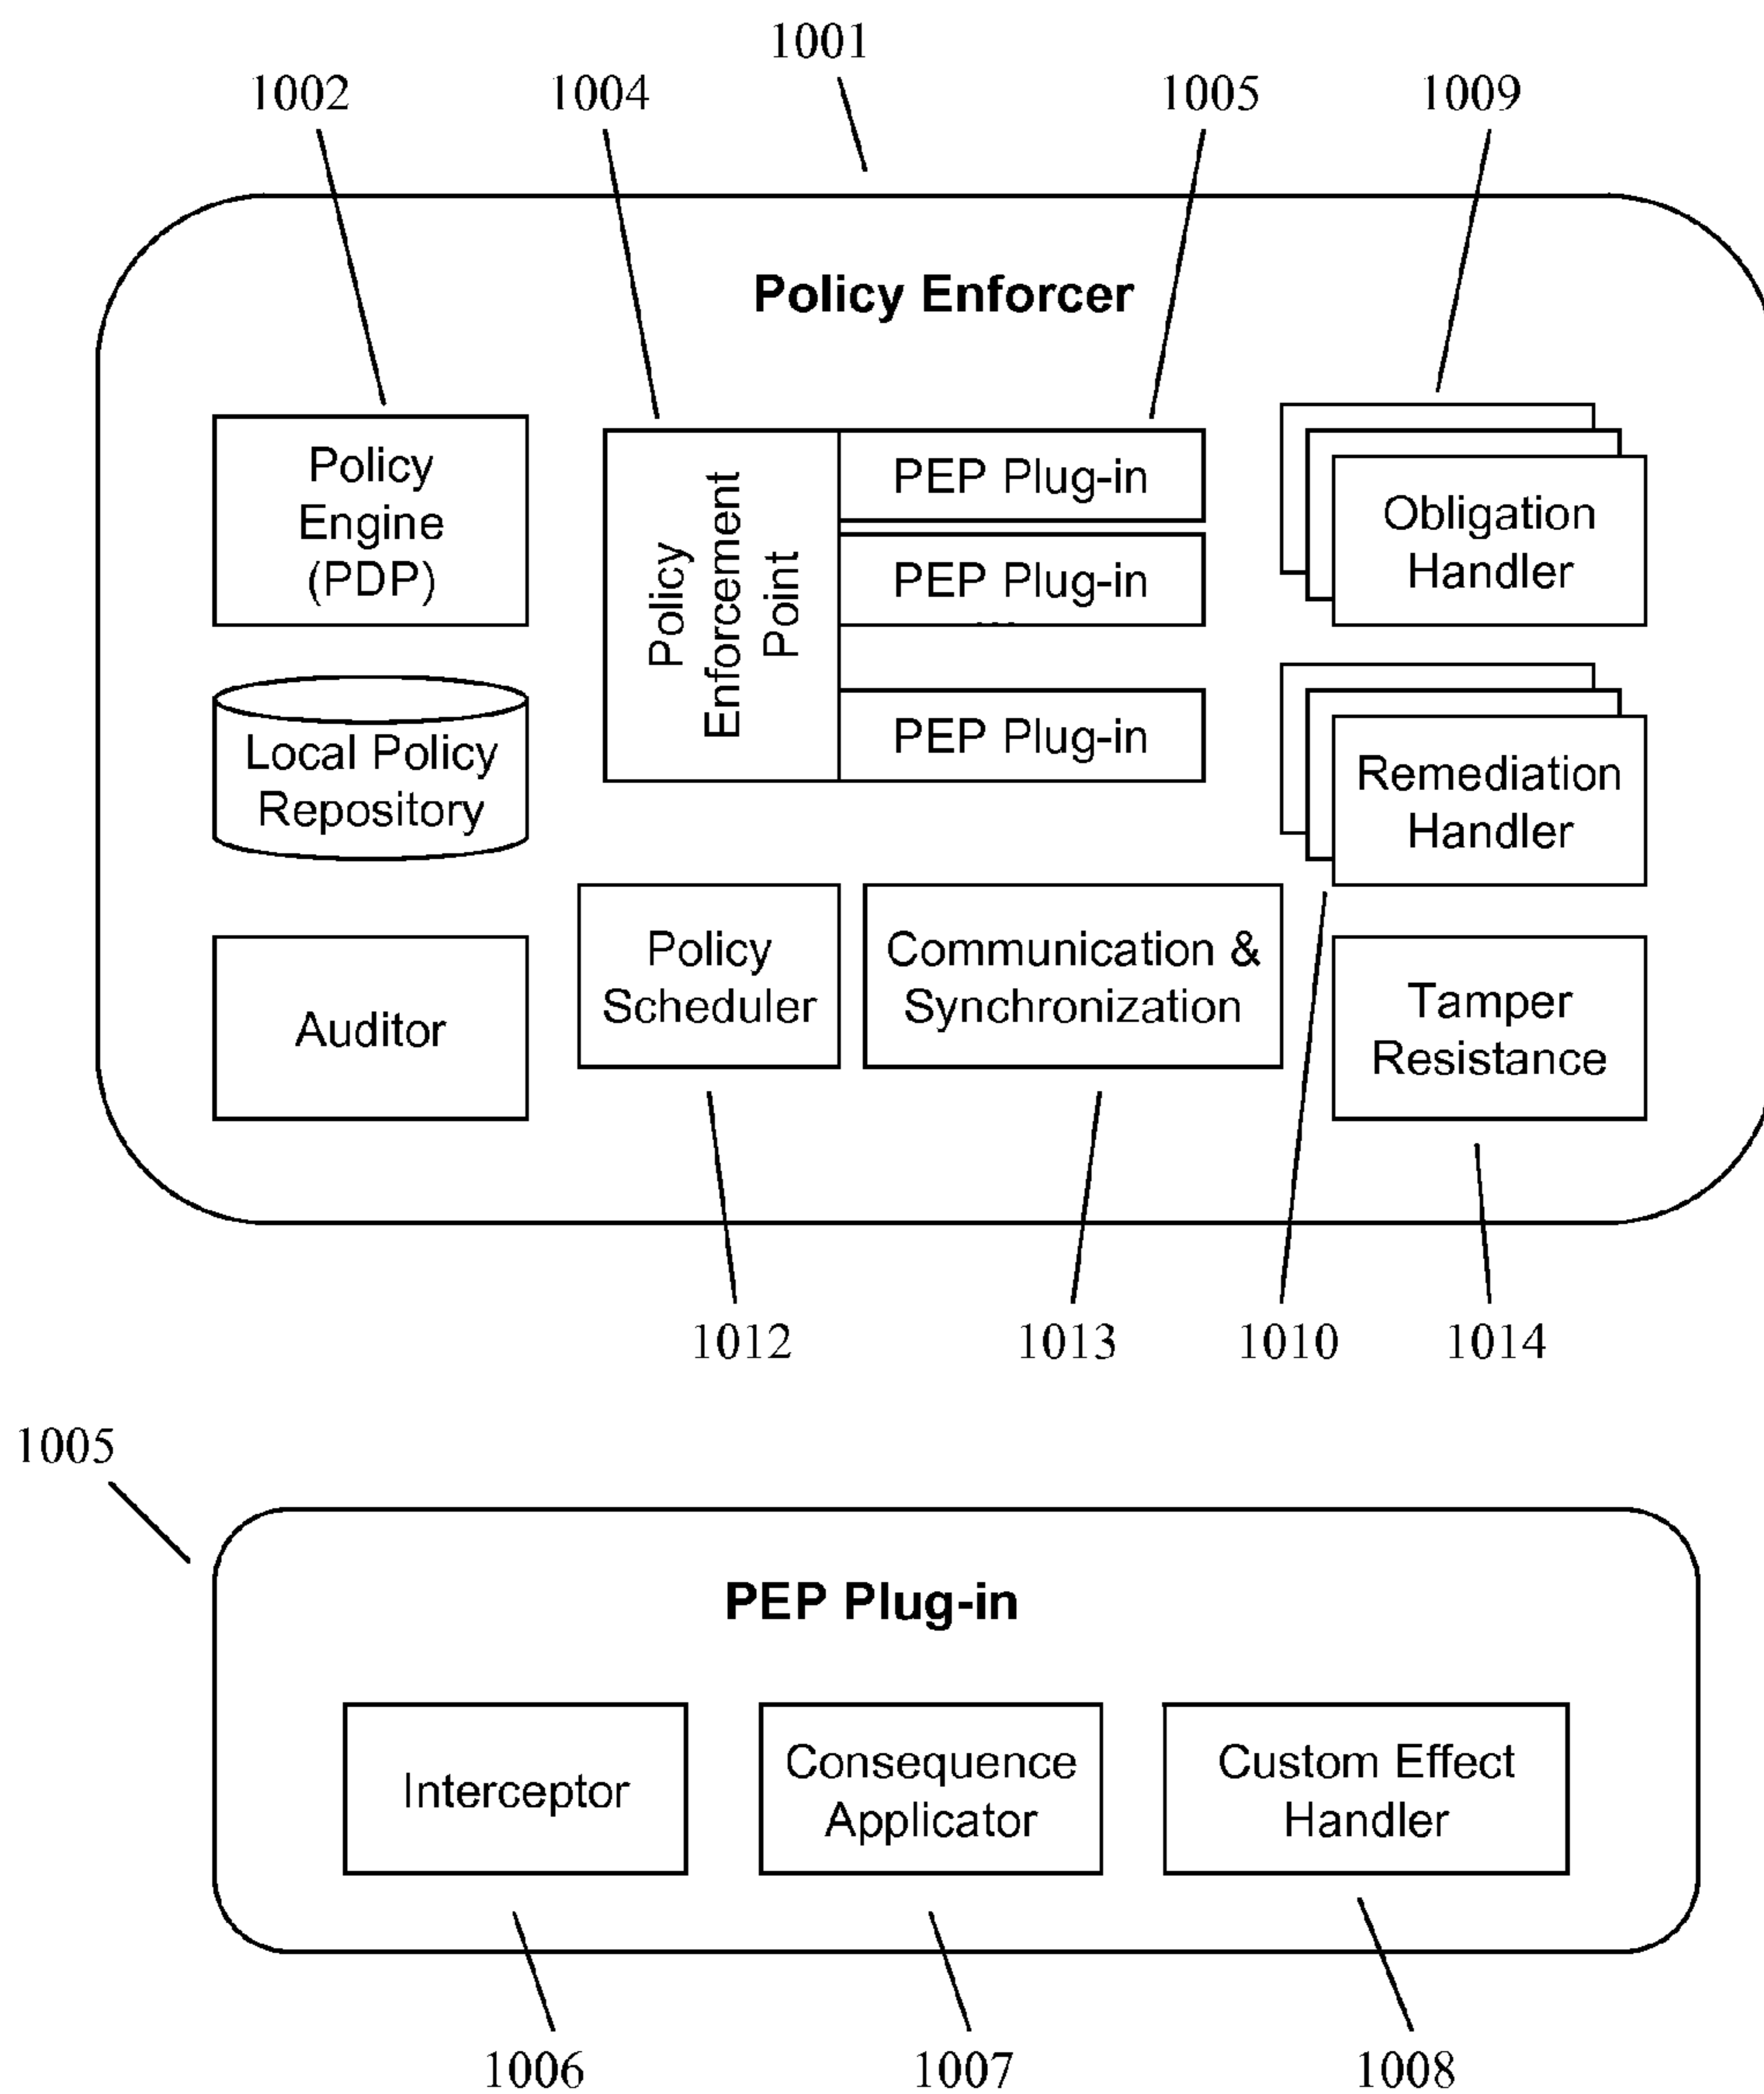 1001
1002
1004
1005
1009
Policy Enforcer
Policy
Engine
(PDP)
Policy
Enforcement
Point
PEP Plug-in
PEP Plug-in
...
PEP Plug-in
Obligation
Handler
Local Policy
Repository
Remediation
Handler
Auditor
Policy
Scheduler
Communication &
Synchronization
Tamper
Resistance
1012
1013
1010
1014
1005
PEP Plug-in
Interceptor
Consequence
Applicator
Custom Effect
Handler
1006
1007
1008